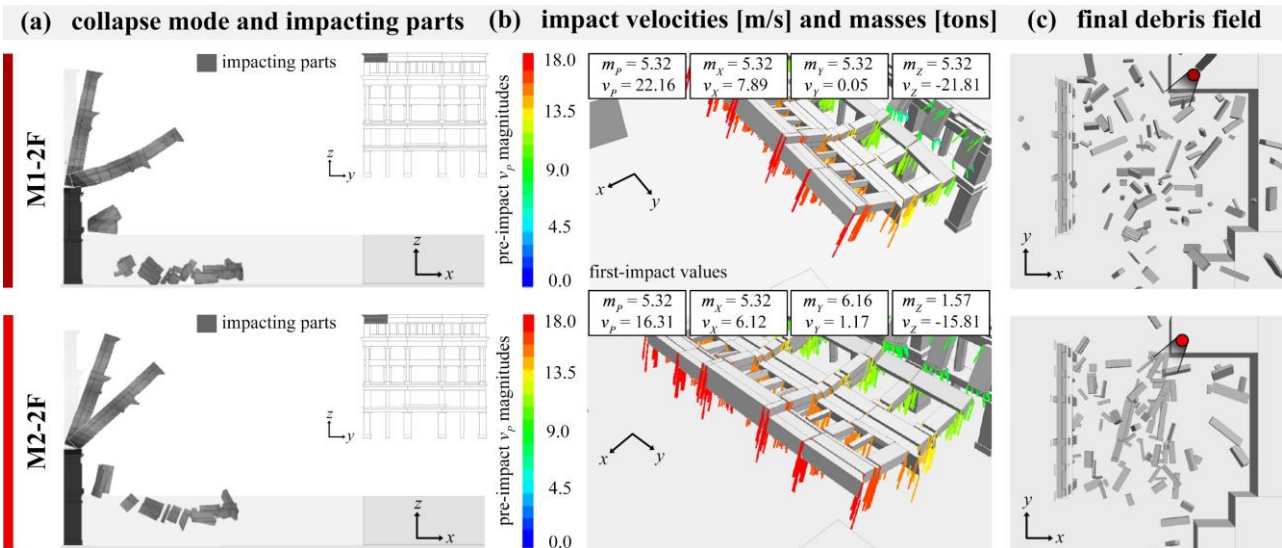 (a) collapse mode and impacting parts (b) impact velocities [m/s] and masses [tons] (c) final debris field
M1-2F
impacting parts
z
y
z
x
pre-impact v_P magnitudes
18.0
13.5
9.0
4.5
0.0
m_P = 5.32
v_P = 22.16
m_X = 5.32
v_X = 7.89
m_Y = 5.32
v_Y = 0.05
m_Z = 5.32
v_Z = -21.81
x
y
y
x
M2-2F
impacting parts
z
y
z
x
pre-impact v_P magnitudes
18.0
13.5
9.0
4.5
0.0
first-impact values
m_P = 5.32
v_P = 16.31
m_X = 5.32
v_X = 6.12
m_Y = 6.16
v_Y = 1.17
m_Z = 1.57
v_Z = -15.81
x
y
y
x